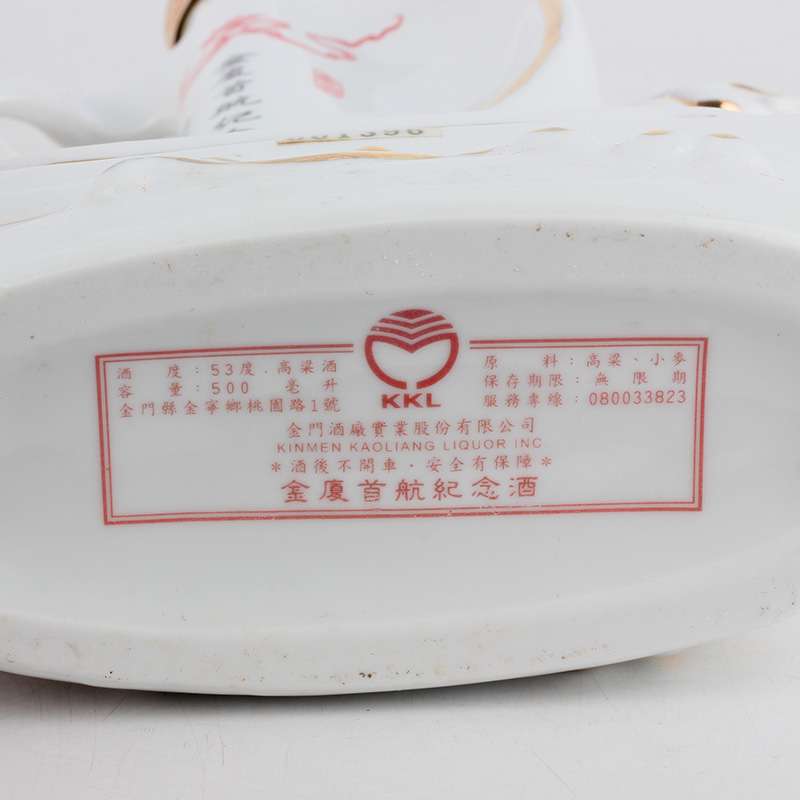 酒度：53度．高粱酒
容量：500毫升
金門縣金寧鄉桃園路1號
KKL
原料：高粱、小麥
保存期限：無限期
服務專線：080033823
金門酒廠實業股份有限公司
KINMEN KAOLIANG LIQUOR INC
＊酒後不開車·安全有保障＊
金廈首航紀念酒